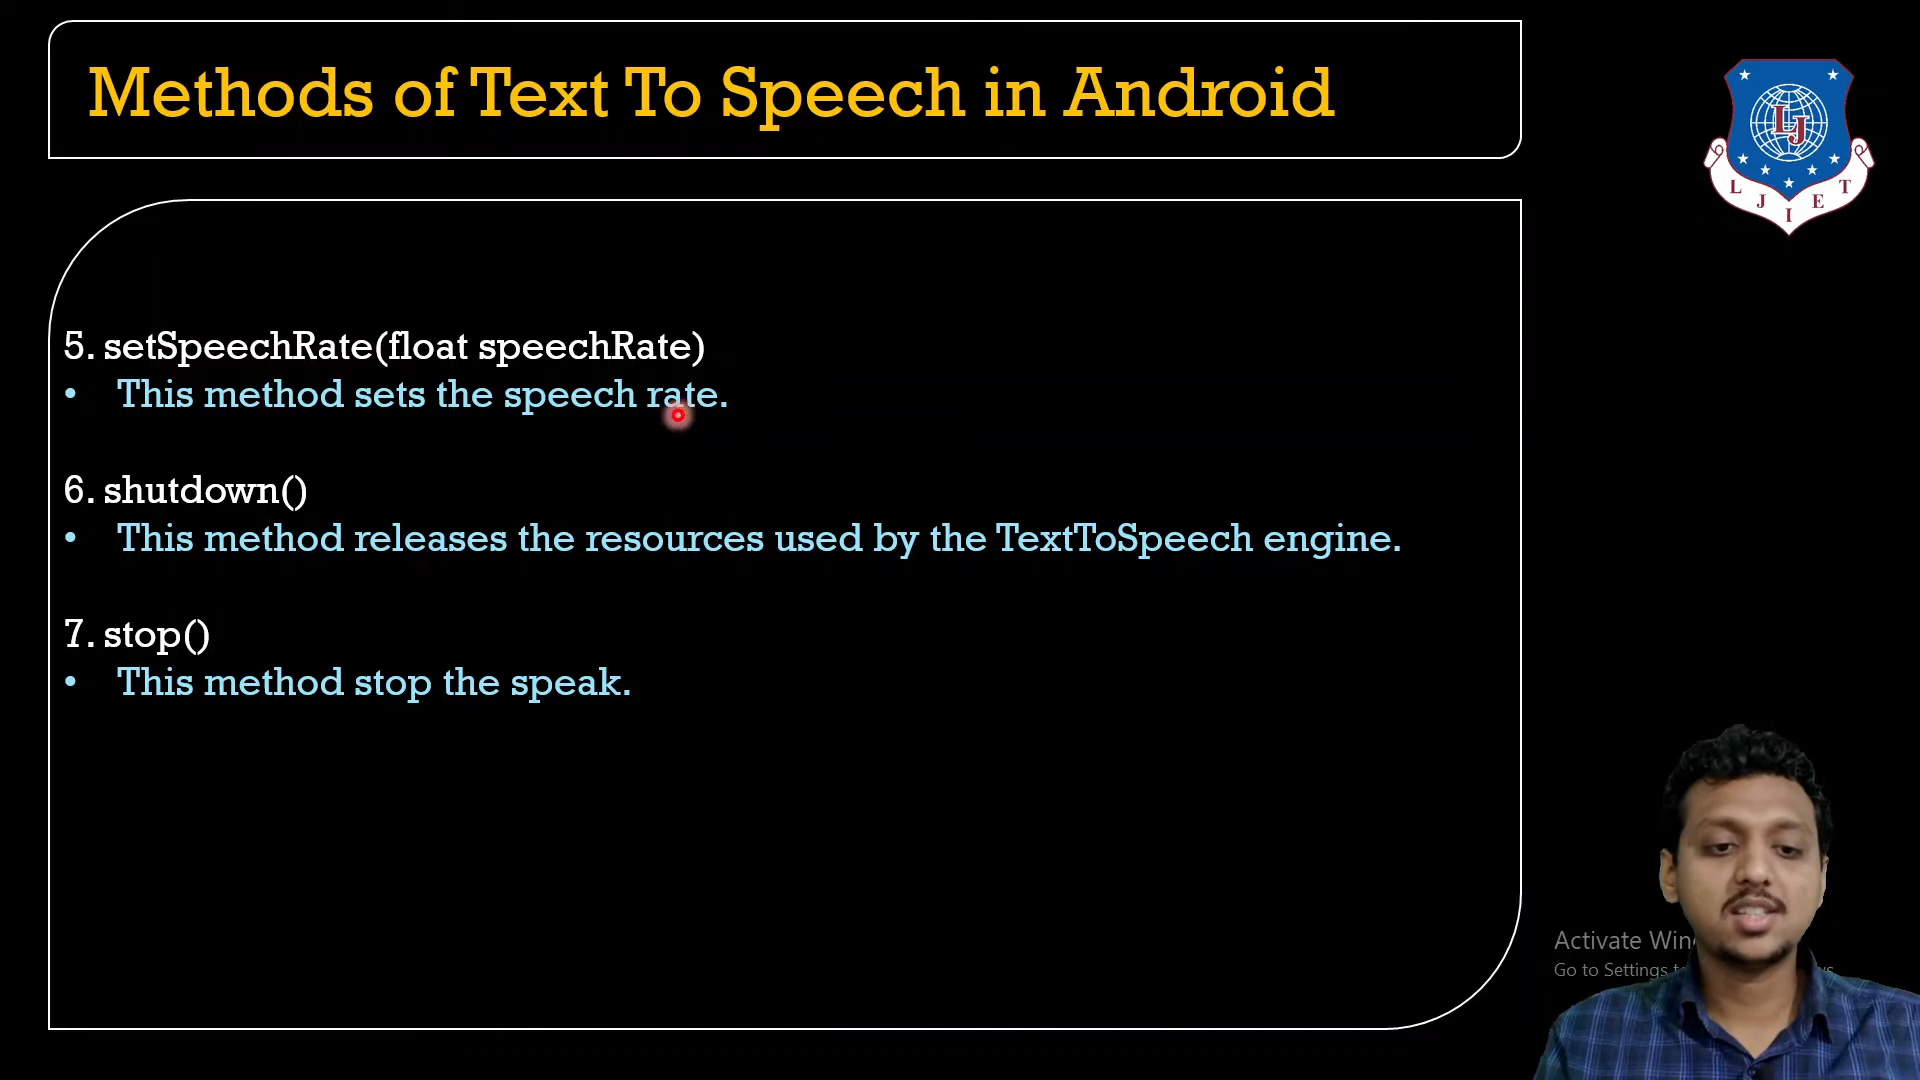 Methods of Text To Speech in Android
LJ
L J I E T
5. setSpeechRate(float speechRate)
• This method sets the speech rate.
6. shutdown()
• This method releases the resources used by the TextToSpeech engine.
7. stop()
• This method stop the speak.
Activate
Go to Settings